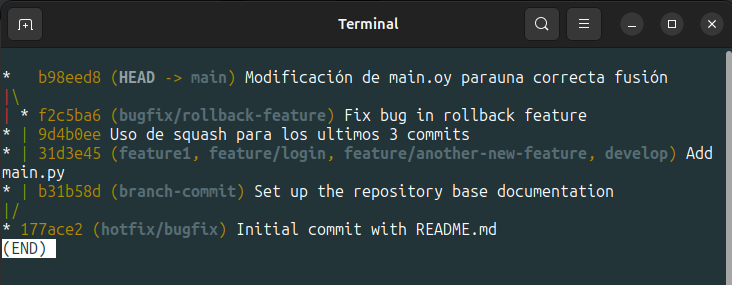 Terminal
*   b98eed8 (HEAD -> main) Modificación de main.oy parauna correcta fusión
|\
| * f2c5ba6 (bugfix/rollback-feature) Fix bug in rollback feature
* | 9d4b0ee Uso de squash para los ultimos 3 commits
* | 31d3e45 (feature1, feature/login, feature/another-new-feature, develop) Add
main.py
* | b31b58d (branch-commit) Set up the repository base documentation
|/
* 177ace2 (hotfix/bugfix) Initial commit with README.md
(END)